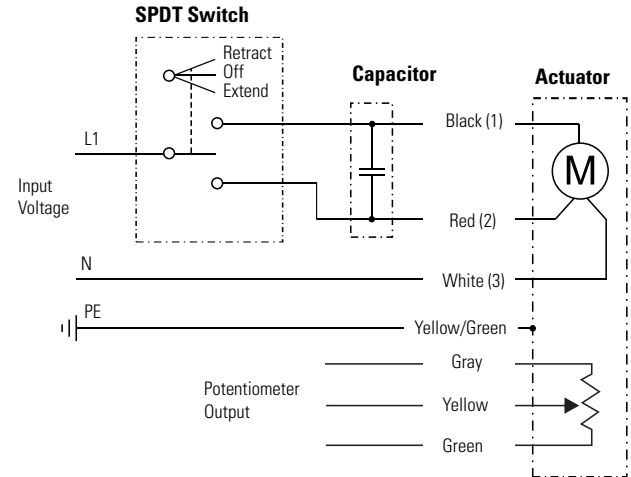 SPDT Switch
Retract
Off
Extend
Capacitor
Actuator
Black (1)
L1
M
Input
Voltage
Red (2)
N
White (3)
PE
Yellow/Green
Gray
Potentiometer
Output
Yellow
Green